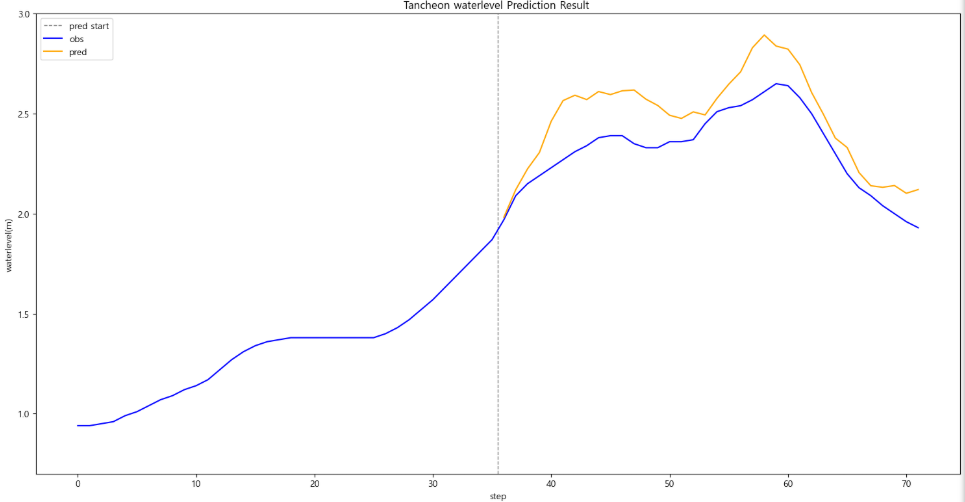 Tancheon waterlevel Prediction Result
pred start
obs
pred
waterlevel(m)
3.0
2.5
2.0
1.5
1.0
0 10 20 30 40 50 60 70
step